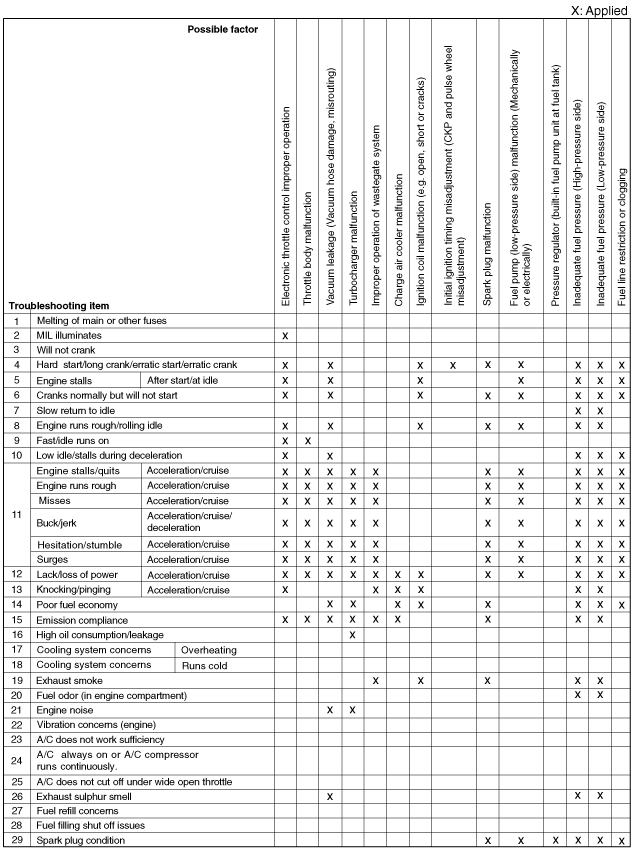 X: Applied
Possible factor
Electronic throttle control improper operation
Throttle body malfunction
Vacuum leakage (Vacuum hose damage, misrouting)
Turbocharger malfunction
Improper operation of wastegate system
Charge air cooler malfunction
Ignition coil malfunction (e.g. open, short or cracks)
Initial ignition timing misadjustment (CKP and pulse wheel
misadjustment)
Spark plug malfunction
Fuel pump (low-pressure side) malfunction (Mechanically
or electrically)
Pressure regulator (built-in fuel pump unit at fuel tank)
Inadequate fuel pressure (High-pressure side)
Inadequate fuel pressure (Low-pressure side)
Fuel line restriction or clogging
Troubleshooting item
1 Melting of main or other fuses
2 MIL illuminates X
3 Will not crank
4 Hard start/long crank/erratic start/erratic crank X X X X X X X X X
5 Engine stalls After start/at idle X X X X X X X
6 Cranks normally but will not start X X X X X X X X
7 Slow return to idle X X
8 Engine runs rough/rolling idle X X X X X X X
9 Fast/idle runs on X X
10 Low idle/stalls during deceleration X X X X X
11
Engine stalls/quits Acceleration/cruise X X X X X X X X X X
Engine runs rough Acceleration/cruise X X X X X X X X X X
Misses Acceleration/cruise X X X X X X X X X X
Buck/jerk Acceleration/cruise/
deceleration X X X X X X X X X X
Hesitation/stumble Acceleration/cruise X X X X X X X X X X
Surges Acceleration/cruise X X X X X X X X X X
12 Lack/loss of power Acceleration/cruise X X X X X X X X X X X X
13 Knocking/pinging Acceleration/cruise X X X X X X
14 Poor fuel economy X X X X X X X X
15 Emission compliance X X X X X X X X X
16 High oil consumption/leakage X
17 Cooling system concerns Overheating
18 Cooling system concerns Runs cold
19 Exhaust smoke X X X X X
20 Fuel odor (in engine compartment) X X
21 Engine noise X X
22 Vibration concerns (engine)
23 A/C does not work sufficiency
24 A/C always on or A/C compressor
runs continuously.
25 A/C does not cut off under wide open throttle
26 Exhaust sulphur smell X X X
27 Fuel refill concerns
28 Fuel filling shut off issues
29 Spark plug condition X X X X X X